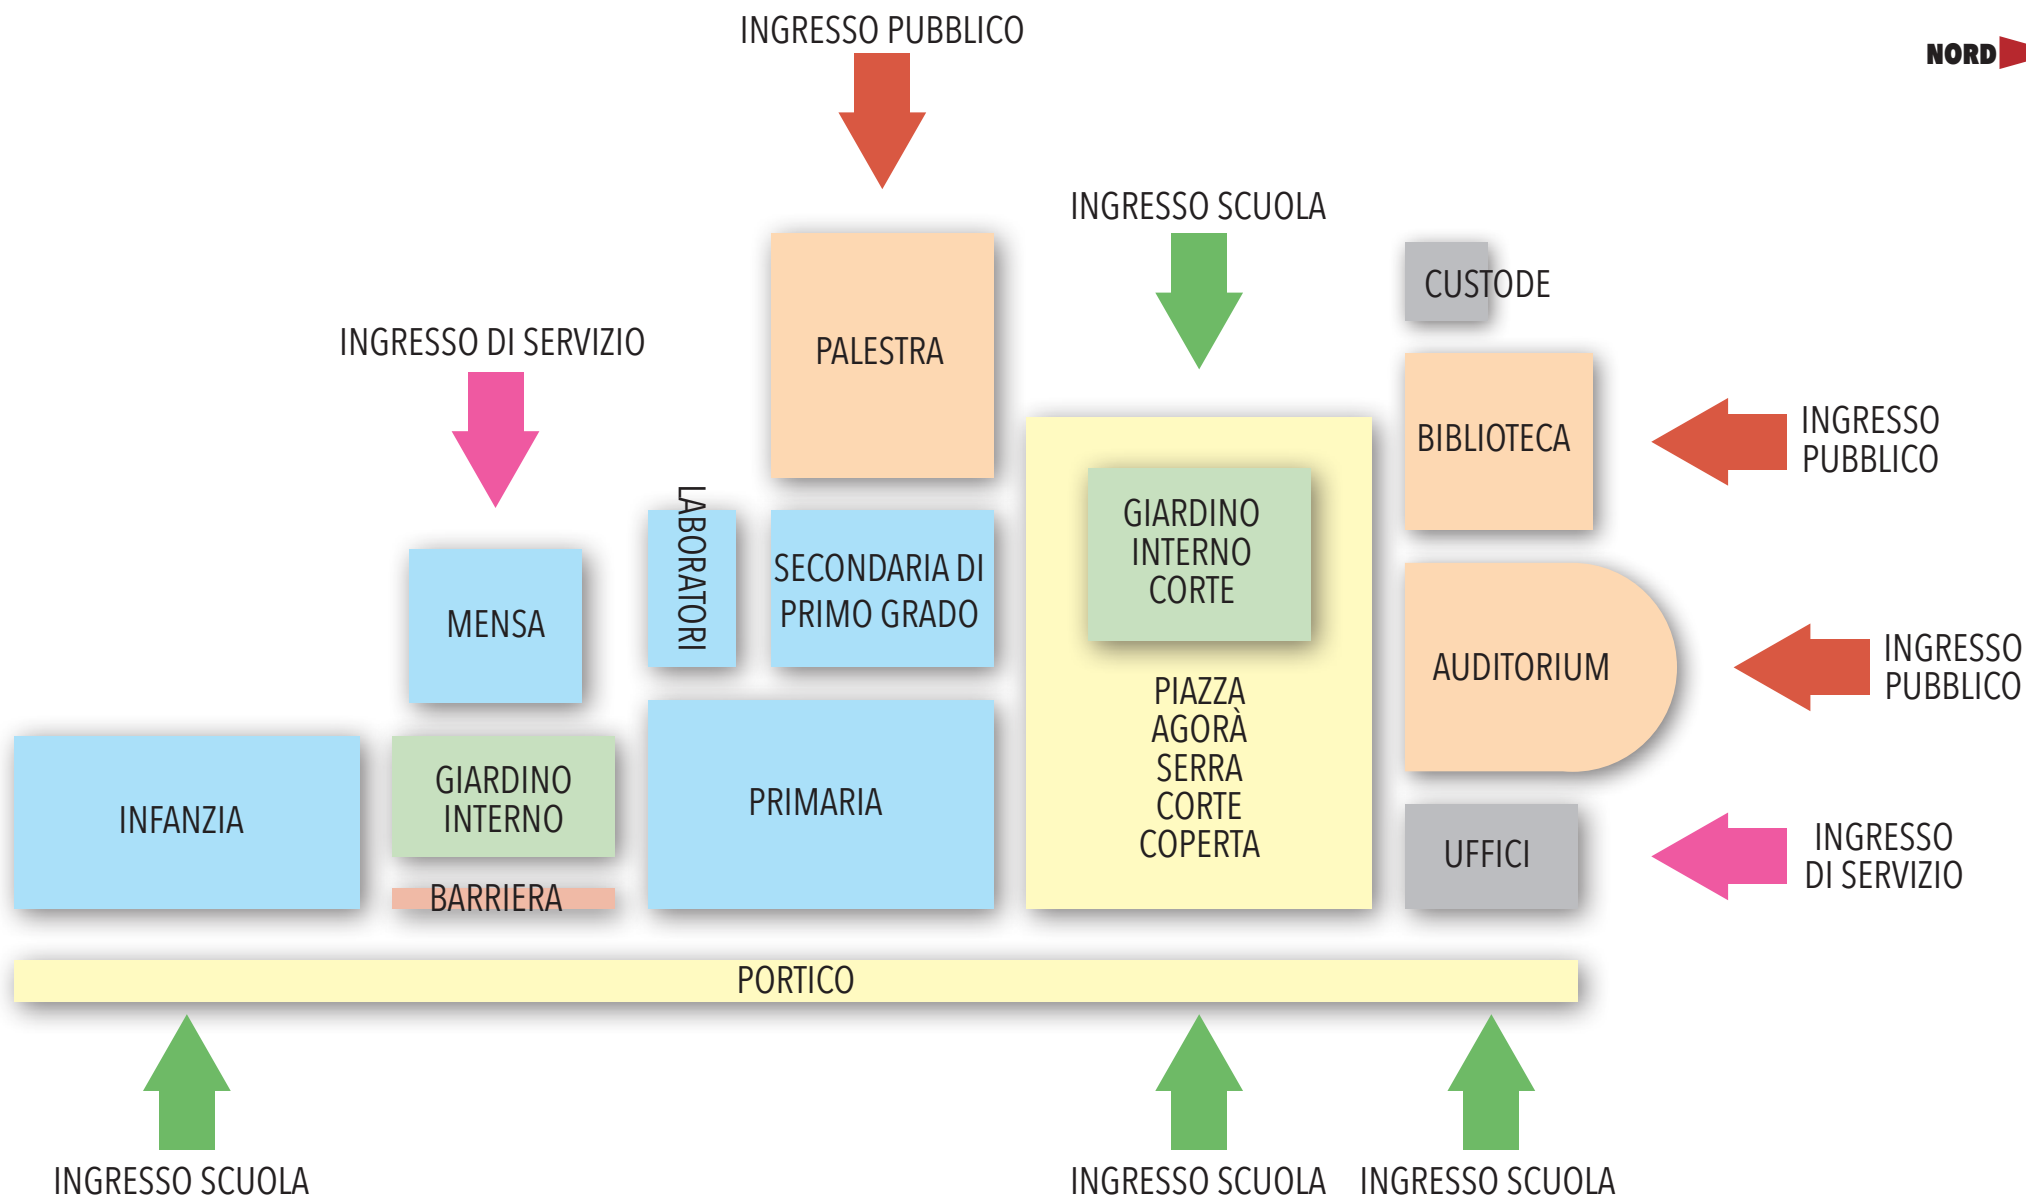 INGRESSO PUBBLICO
NORD
INGRESSO SCUOLA
CUSTODE
INGRESSO DI SERVIZIO
PALESTRA
BIBLIOTECA
INGRESSO
PUBBLICO
LABORATORI
GIARDINO
INTERNO
CORTE
SECONDARIA DI
PRIMO GRADO
MENSA
AUDITORIUM
INGRESSO
PUBBLICO
PIAZZA
AGORÀ
SERRA
CORTE
COPERTA
INFANZIA
GIARDINO
INTERNO
PRIMARIA
UFFICI
INGRESSO
DI SERVIZIO
BARRIERA
PORTICO
INGRESSO SCUOLA
INGRESSO SCUOLA
INGRESSO SCUOLA